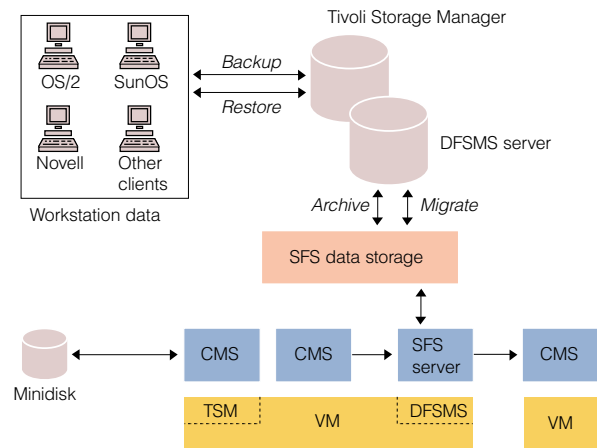 Tivoli Storage Manager
OS/2
SunOS
Backup
Restore
Novell
Other
clients
Workstation data
DFSMS server
Archive
Migrate
SFS data storage
Minidisk
CMS
CMS
SFS
server
CMS
TSM
VM
DFSMS
VM